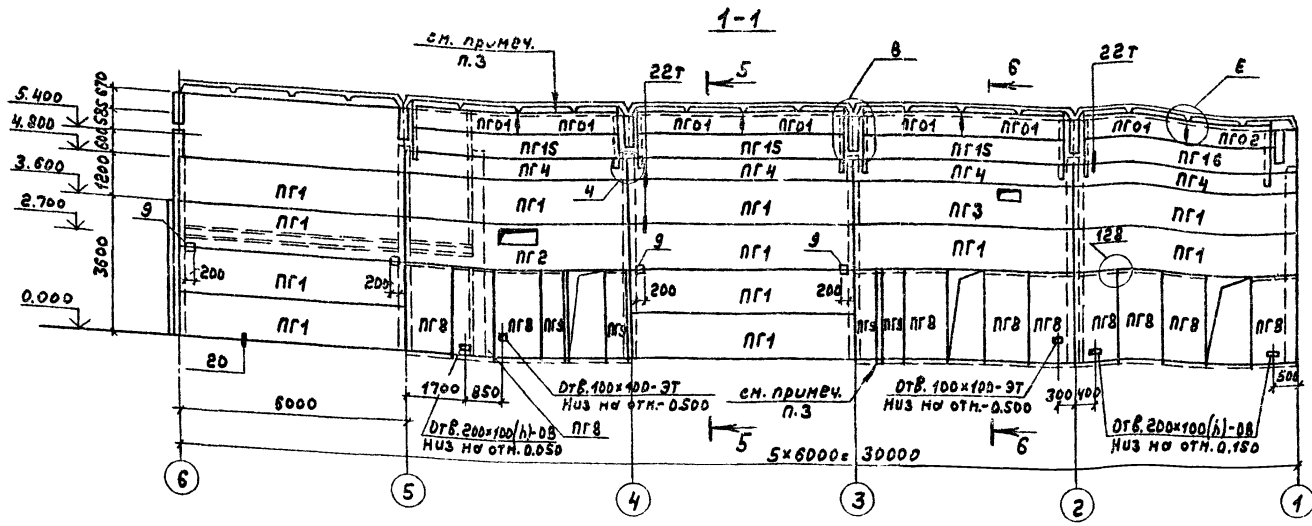 1-1
см. примеч.
п.3
22т
5
В
6
22т
Е
670
585
600
1200
3600
5.400
4.800
3.600
2.700
0.000
ПГ01 ПГ01 ПГ01 ПГ01 ПГ01 ПГ01 ПГ01 ПГ02
ПГ15 ПГ15 ПГ15 ПГ16
ПГ4 ПГ4 ПГ4 ПГ4
4
ПГ1 ПГ1 ПГ1 ПГ3 ПГ1
9 ПГ1 ПГ2 9 ПГ1 9 ПГ1 128 ПГ1
200 200 200 200
ПГ1 ПГ1
ПГ1 ПГ8 ПГ8 ПГ9 ПГ9 ПГ1 ПГ9 ПГ9 ПГ8 ПГ8 ПГ8 ПГ8 ПГ8 ПГ8 ПГ8
20
1700 850
300 400
500
Отв.100×100-ЭТ
Низ на отм.-0.500
см. примеч.
п.3
Отв.100×100-ЭТ
Низ на отм.-0.500
6000
Отв.200×100(h)-ОВ
Низ на отм.0.050
ПГ8
Отв.200×100(h)-ОВ
Низ на отм.0.150
5
6
5×6000=30000
6 5 4 3 2 1